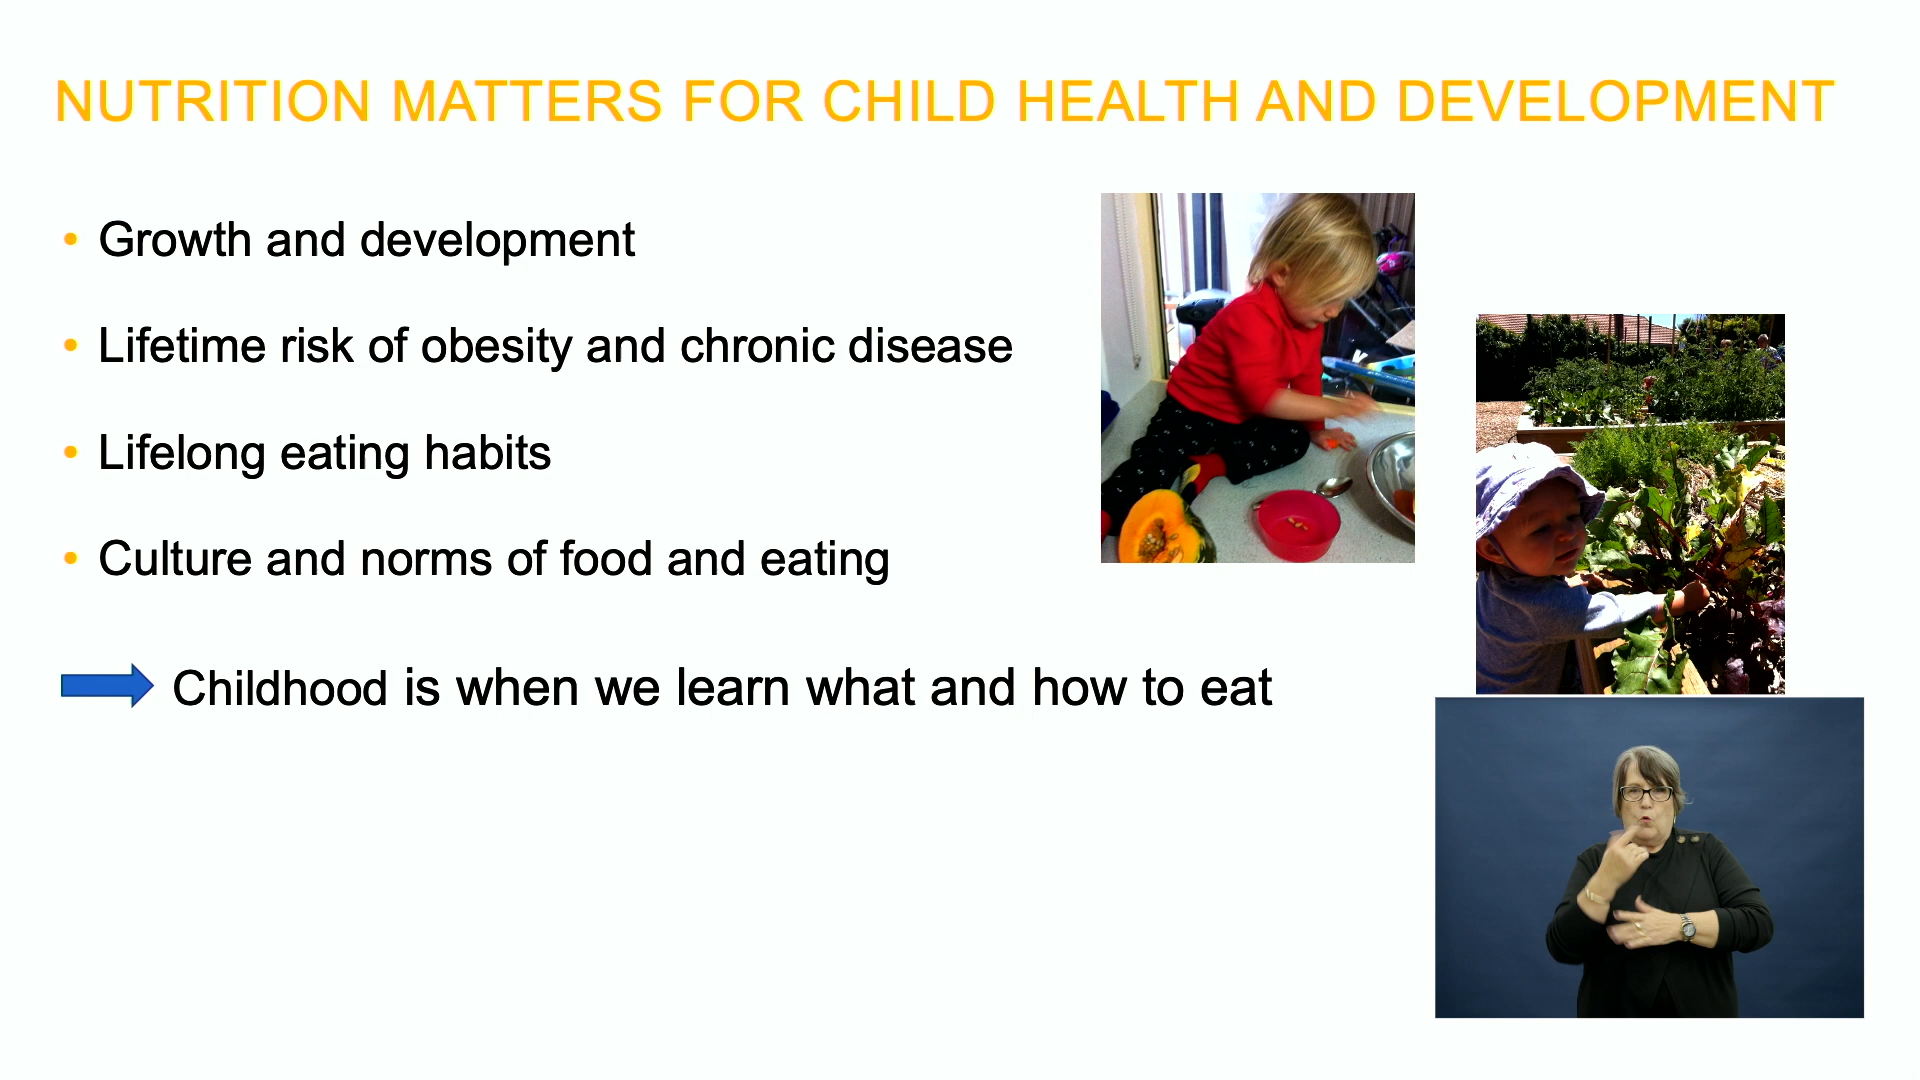 NUTRITION MATTERS FOR CHILD HEALTH AND DEVELOPMENT
• Growth and development
• Lifetime risk of obesity and chronic disease
• Lifelong eating habits
• Culture and norms of food and eating
Childhood is when we learn what and how to eat